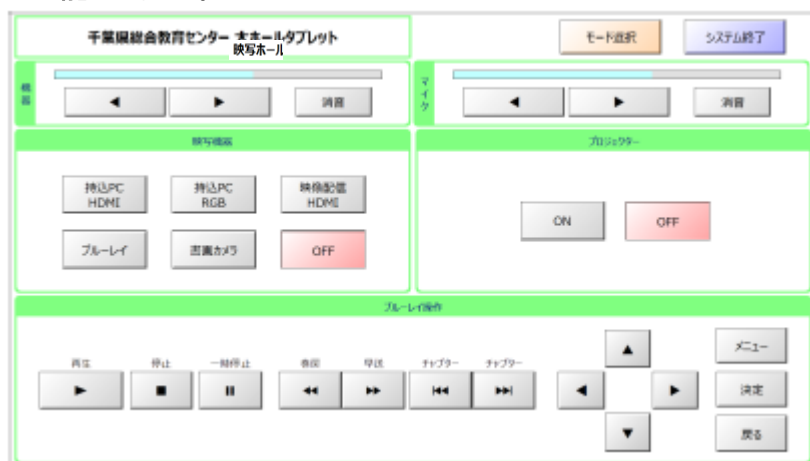 千葉県総合教育センター 大ホールタブレット
映写ホール
モード選択
システム終了
機器
消音
マイク
消音
映写機器
プロジェクター
持込PC
HDMI
持込PC
RGB
映像配信
HDMI
ON
OFF
ブルーレイ
書画カメラ
OFF
ブルーレイ操作
再生
停止
一時停止
巻戻
早送
チャプター
チャプター
メニュー
決定
戻る